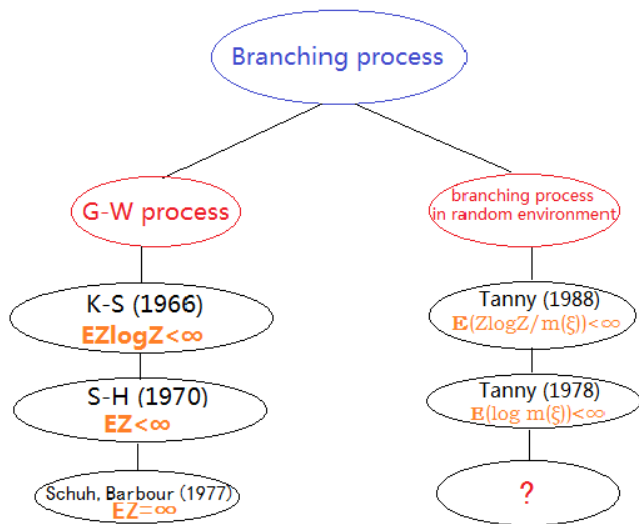 Branching process
G-W process
branching process
in random environment
K-S (1966)
EZlogZ<∞
Tanny (1988)
E(ZlogZ/m(ξ))<∞
S-H (1970)
EZ<∞
Tanny (1978)
E(log m(ξ))<∞
Schuh, Barbour (1977)
EZ=∞
?